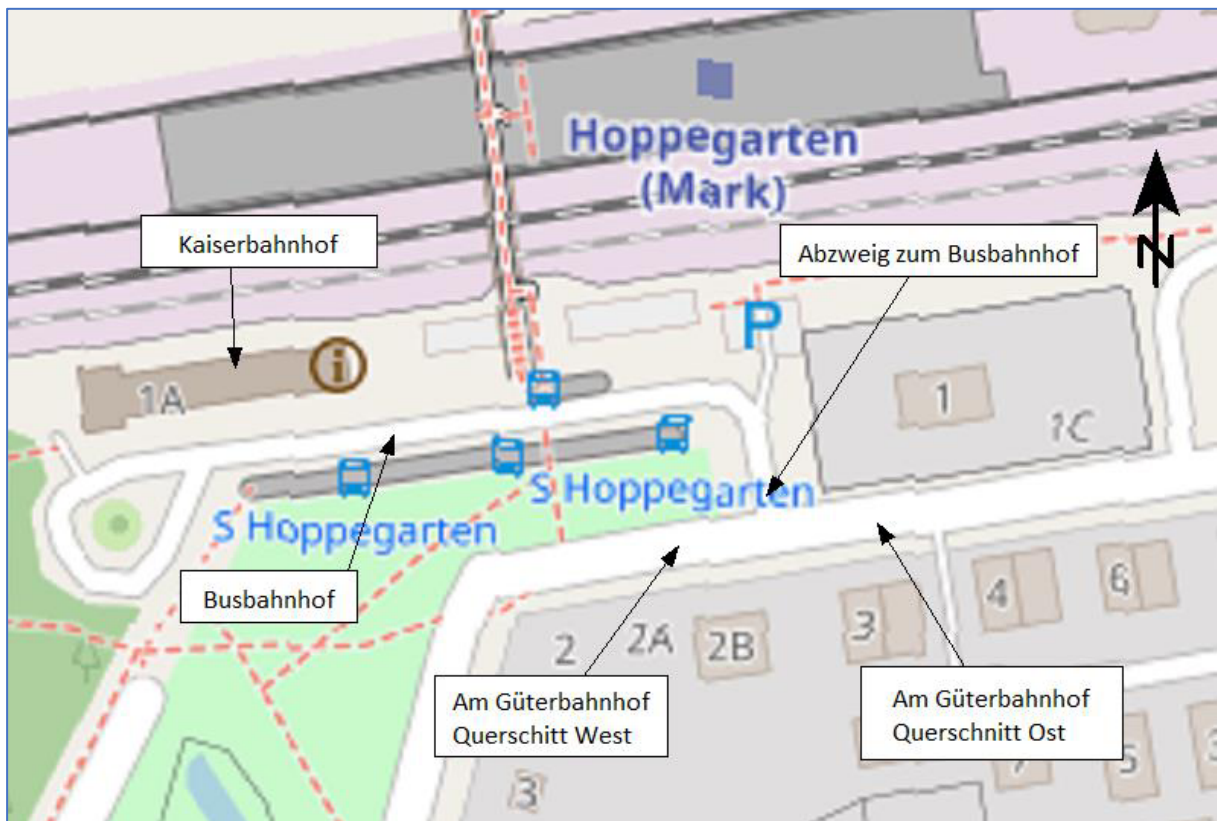 Hoppegarten
(Mark)
Kaiserbahnhof
Abzweig zum Busbahnhof
N
P
i
1A
1
1C
S Hoppegarten
S Hoppegarten
Busbahnhof
4
6
3
2
2A
2B
Am Güterbahnhof
Querschitt West
Am Güterbahnhof
Querschnitt Ost
5
3